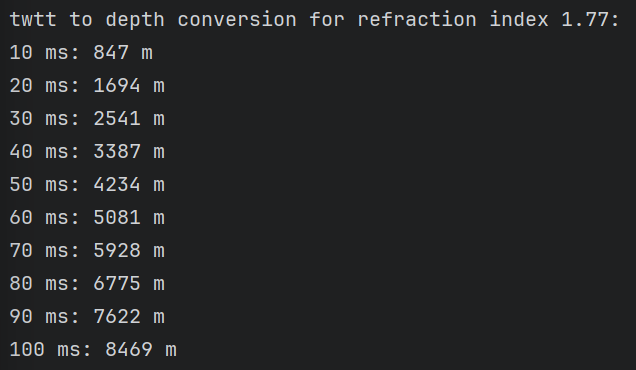 twtt to depth conversion for refraction index 1.77:
10 ms: 847 m
20 ms: 1694 m
30 ms: 2541 m
40 ms: 3387 m
50 ms: 4234 m
60 ms: 5081 m
70 ms: 5928 m
80 ms: 6775 m
90 ms: 7622 m
100 ms: 8469 m